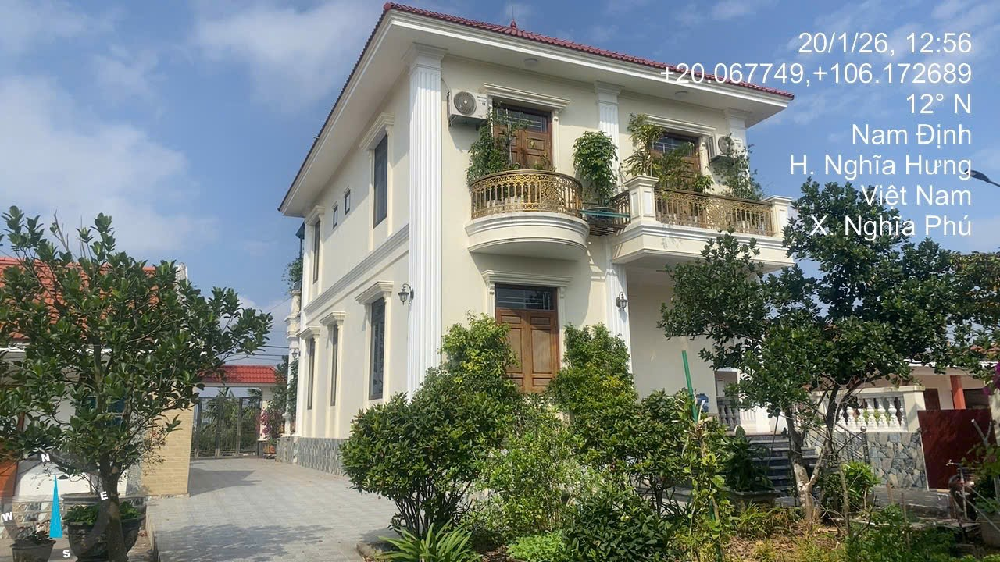 20/1/26, 12:56
+20.067749,+106.172689
12° N
Nam Định
H. Nghĩa Hưng
Việt Nam
X. Nghĩa Phú
N
E
W
S